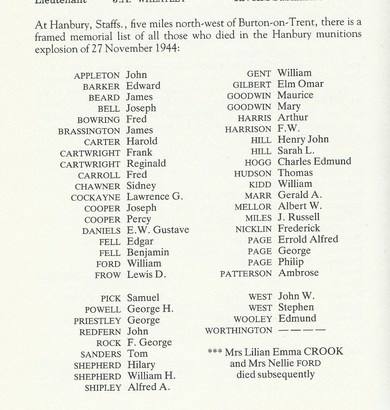 Lieutenant
At Hanbury, Staffs., five miles north-west of Burton-on-Trent, there is a
framed memorial list of all those who died in the Hanbury munitions
explosion of 27 November 1944:
APPLETON John
BARKER Edward
BEARD James
BELL Joseph
BOWRING Fred
BRASSINGTON James
CARTER Harold
CARTWRIGHT Frank
CARTWRIGHT Reginald
CARROLL Fred
CHAWNER Sidney
COCKAYNE Lawrence G.
COOPER Joseph
COOPER Percy
DANIELS E.W. Gustave
FELL Edgar
FELL Benjamin
FORD William
FROW Lewis D.
GENT William
GILBERT Elm Omar
GOODWIN Maurice
GOODWIN Mary
HARRIS Arthur
HARRISON F.W.
HILL Henry John
HILL Sarah L.
HOGG Charles Edmund
HUDSON Thomas
KIDD William
MARR Gerald A.
MELLOR Albert W.
MILES J. Russell
NICKLIN Frederick
PAGE Errold Alfred
PAGE George
PAGE Philip
PATTERSON Ambrose
PICK Samuel
POWELL George H.
PRIESTLEY George
REDFERN John
ROCK F. George
SANDERS Tom
SHEPHERD Hilary
SHEPHERD William H.
SHIPLEY Alfred A.
WEST John W.
WEST Stephen
WOOLEY Edmund
WORTHINGTON — — — —
*** Mrs Lilian Emma CROOK
and Mrs Nellie FORD
died subsequently